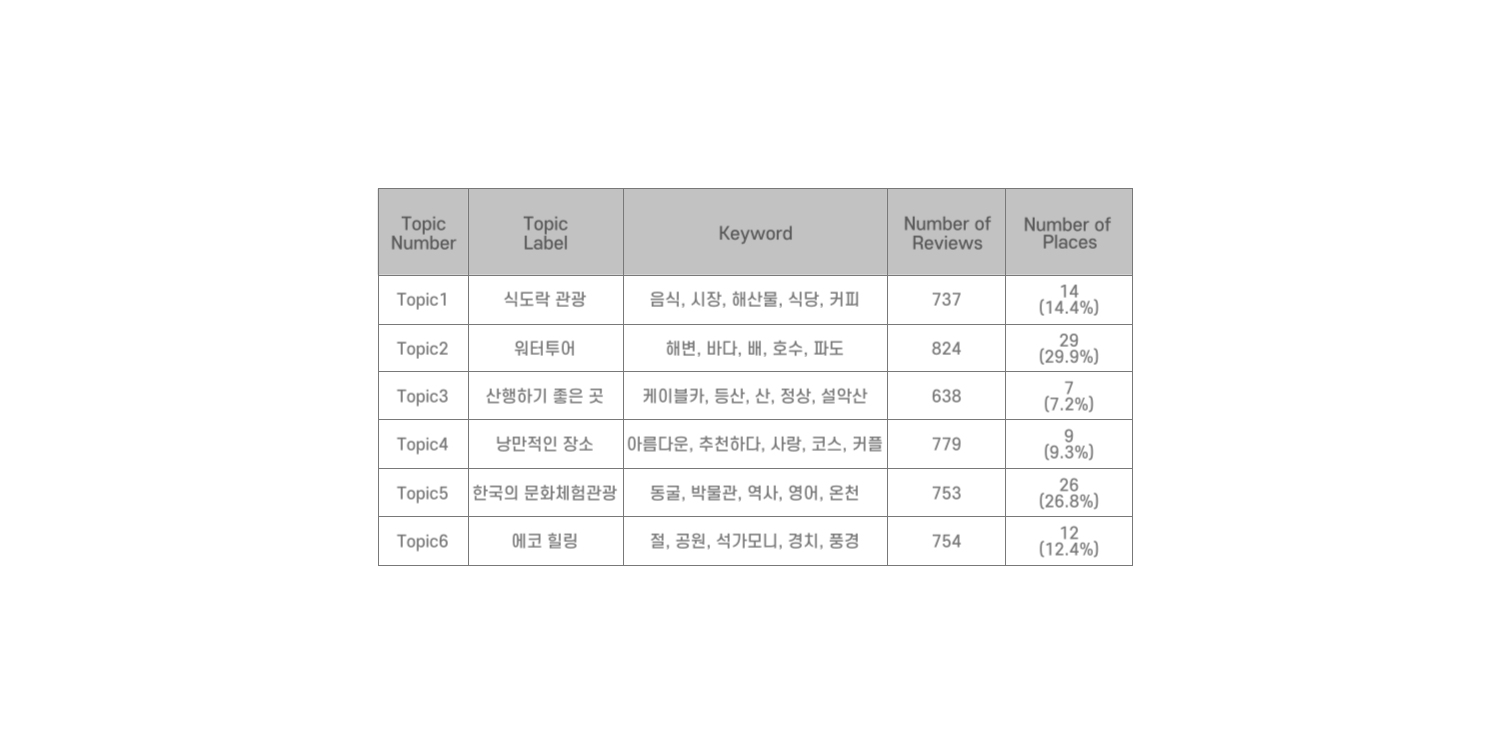 Topic Number
Topic Label
Keyword
Number of Reviews
Number of Places
Topic1
식도락 관광
음식, 시장, 해산물, 식당, 커피
737
14
(14.4%)
Topic2
워터투어
해변, 바다, 배, 호수, 파도
824
29
(29.9%)
Topic3
산행하기 좋은 곳
케이블카, 등산, 산, 정상, 설악산
638
7
(7.2%)
Topic4
낭만적인 장소
아름다운, 추천하다, 사랑, 코스, 커플
779
9
(9.3%)
Topic5
한국의 문화체험관광
동굴, 박물관, 역사, 영어, 온천
753
26
(26.8%)
Topic6
에코 힐링
절, 공원, 석가모니, 경치, 풍경
754
12
(12.4%)